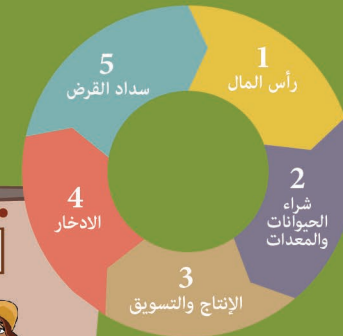 1
رأس المال
2
شراء
الحيوانات
والمعدات
3
الإنتاج والتسويق
4
الادخار
5
سداد القرض